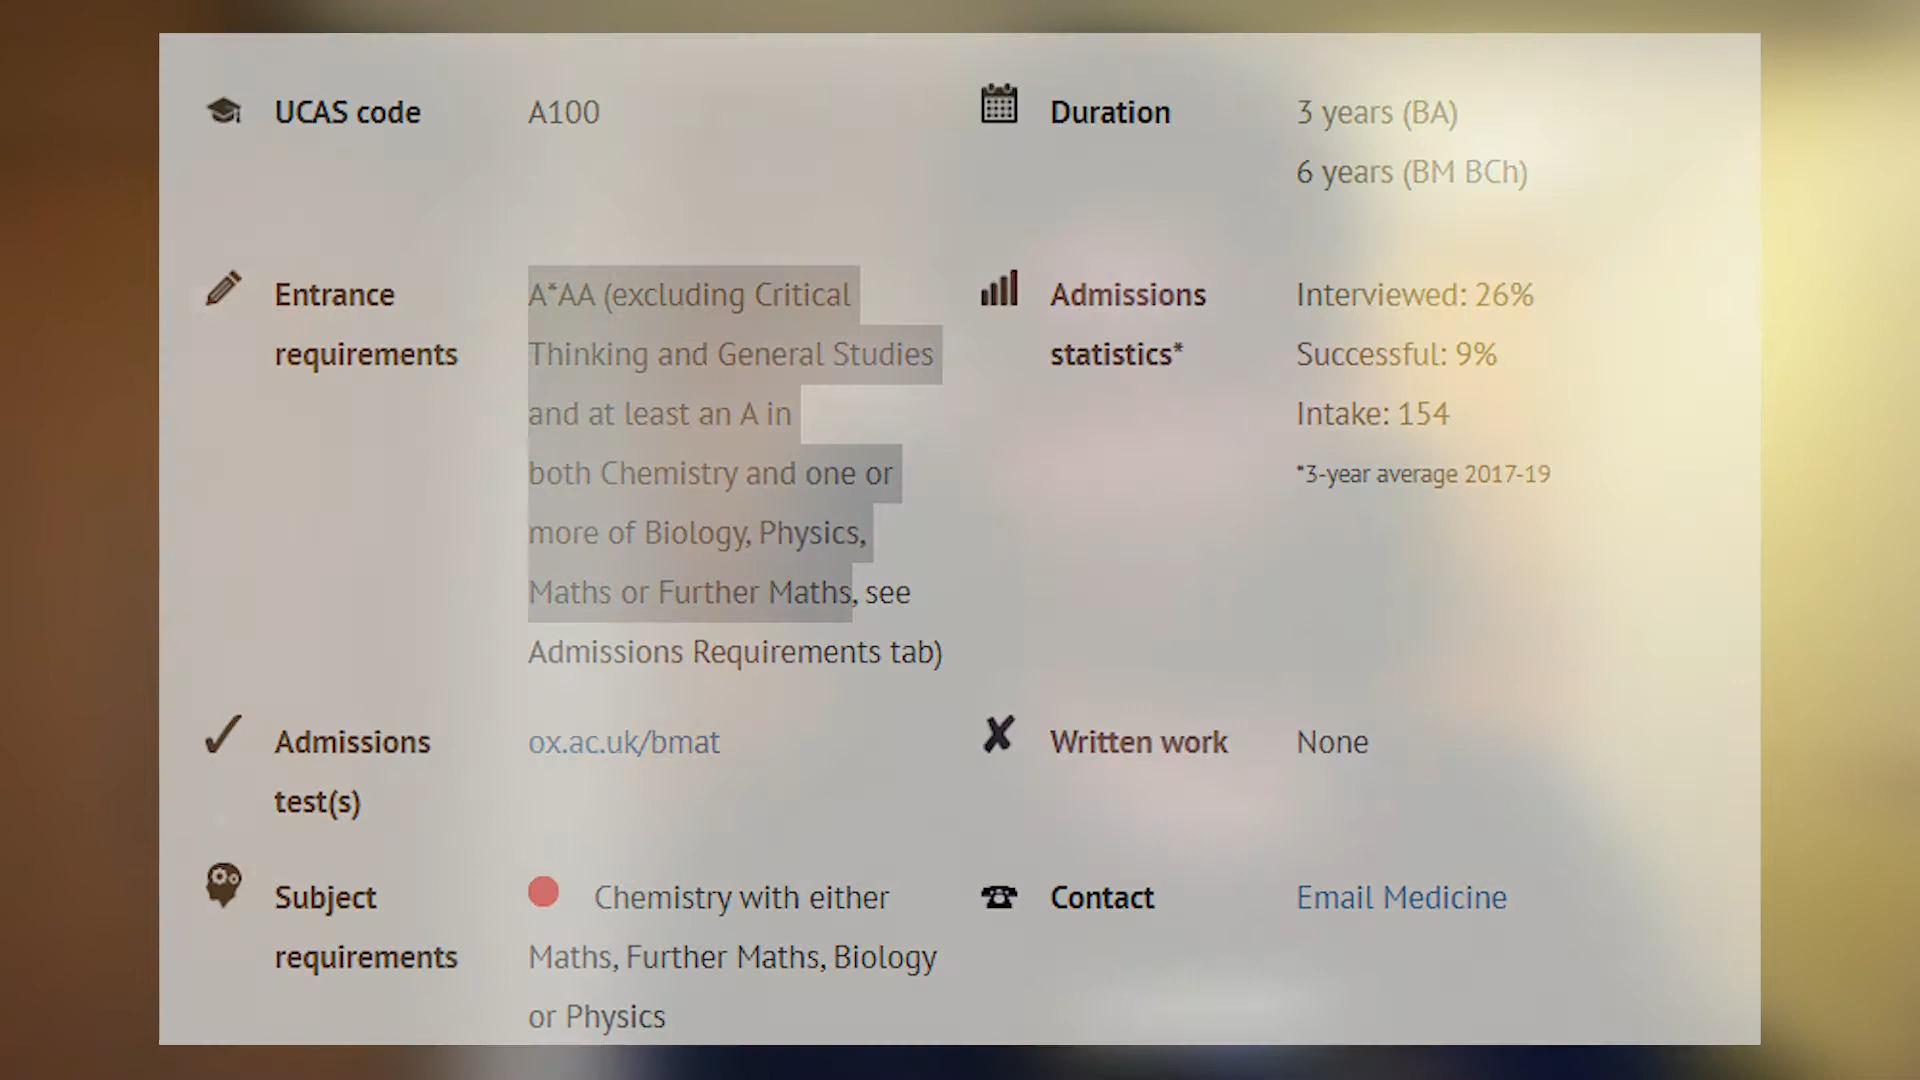 UCAS code
A100
Duration
3 years (BA)
6 years (BM BCh)
Entrance
requirements
A*AA (excluding Critical
Thinking and General Studies
and at least an A in
both Chemistry and one or
more of Biology, Physics,
Maths or Further Maths, see
Admissions Requirements tab)
Admissions
statistics*
Interviewed: 26%
Successful: 9%
Intake: 154
*3-year average 2017-19
Admissions
test(s)
ox.ac.uk/bmat
Written work
None
Subject
requirements
Chemistry with either
Maths, Further Maths, Biology
or Physics
Contact
Email Medicine